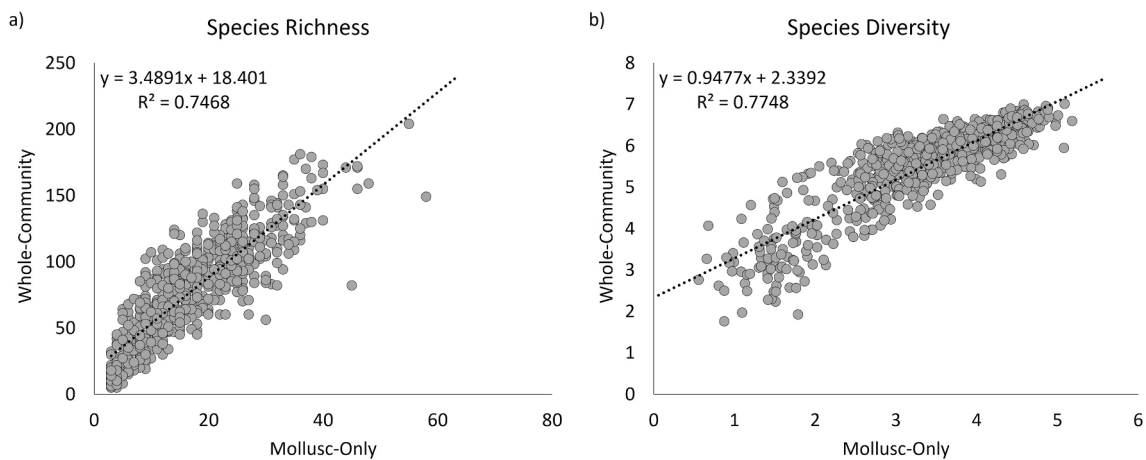 a)
Species Richness
y = 3.4891x + 18.401
R² = 0.7468
250
200
150
100
50
0
Whole-Community
0 20 40 60 80
Mollusc-Only
b)
Species Diversity
y = 0.9477x + 2.3392
R² = 0.7748
8
7
6
5
4
3
2
1
0
Whole-Community
0 1 2 3 4 5 6
Mollusc-Only